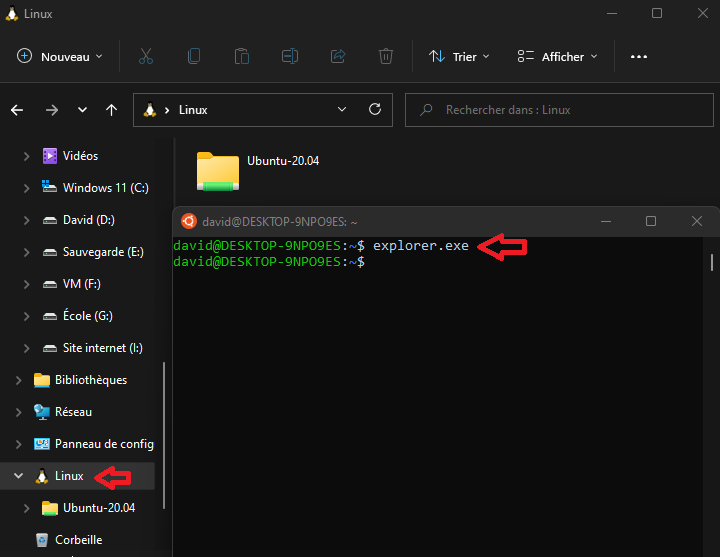 Linux
Nouveau Trier Afficher
Linux Rechercher dans : Linux
Vidéos
Windows 11 (C:)
David (D:)
Sauvegarde (E:)
VM (F:)
École (G:)
Site internet (I:)
Bibliothèques
Réseau
Panneau de config
Linux
Ubuntu-20.04
Corbeille
Ubuntu-20.04
david@DESKTOP-9NPO9ES: ~
david@DESKTOP-9NPO9ES:~$ explorer.exe
david@DESKTOP-9NPO9ES:~$